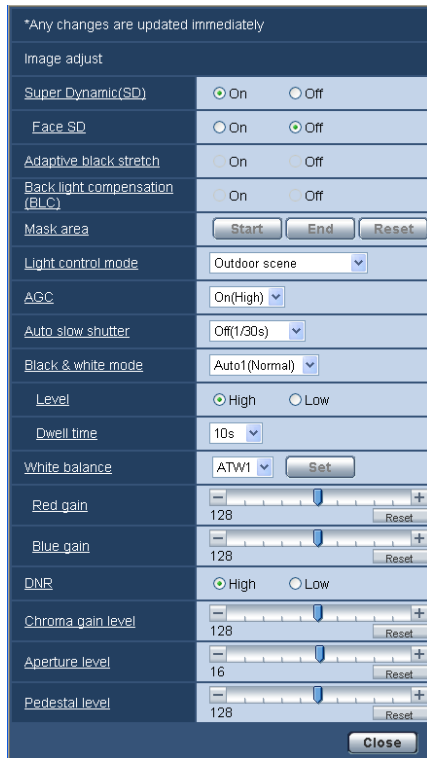 *Any changes are updated immediately
Image adjust
Super Dynamic(SD) On Off
Face SD On Off
Adaptive black stretch On Off
Back light compensation
(BLC) On Off
Mask area Start End Reset
Light control mode Outdoor scene
AGC On(High)
Auto slow shutter Off(1/30s)
Black & white mode Auto1(Normal)
Level High Low
Dwell time 10s
White balance ATW1 Set
Red gain - +
128 Reset
Blue gain - +
128 Reset
DNR High Low
Chroma gain level - +
128 Reset
Aperture level - +
16 Reset
Pedestal level - +
128 Reset
Close